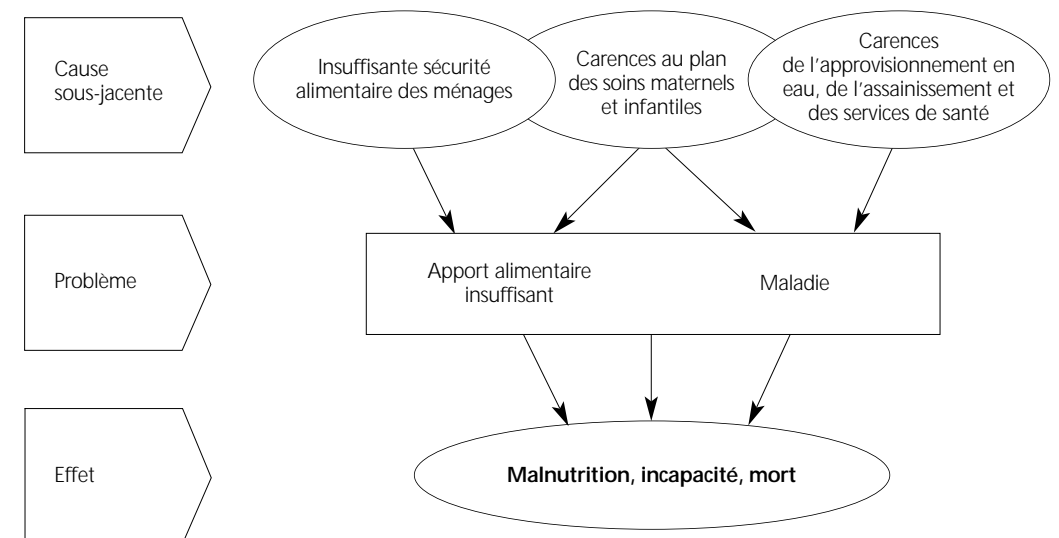 Cause
sous-jacente
Insuffisante sécurité
alimentaire des ménages
Carences au plan
des soins maternels
et infantiles
Carences
de l'approvisionnement en
eau, de l'assainissement et
des services de santé
Problème
Apport alimentaire
insuffisant
Maladie
Effet
Malnutrition, incapacité, mort